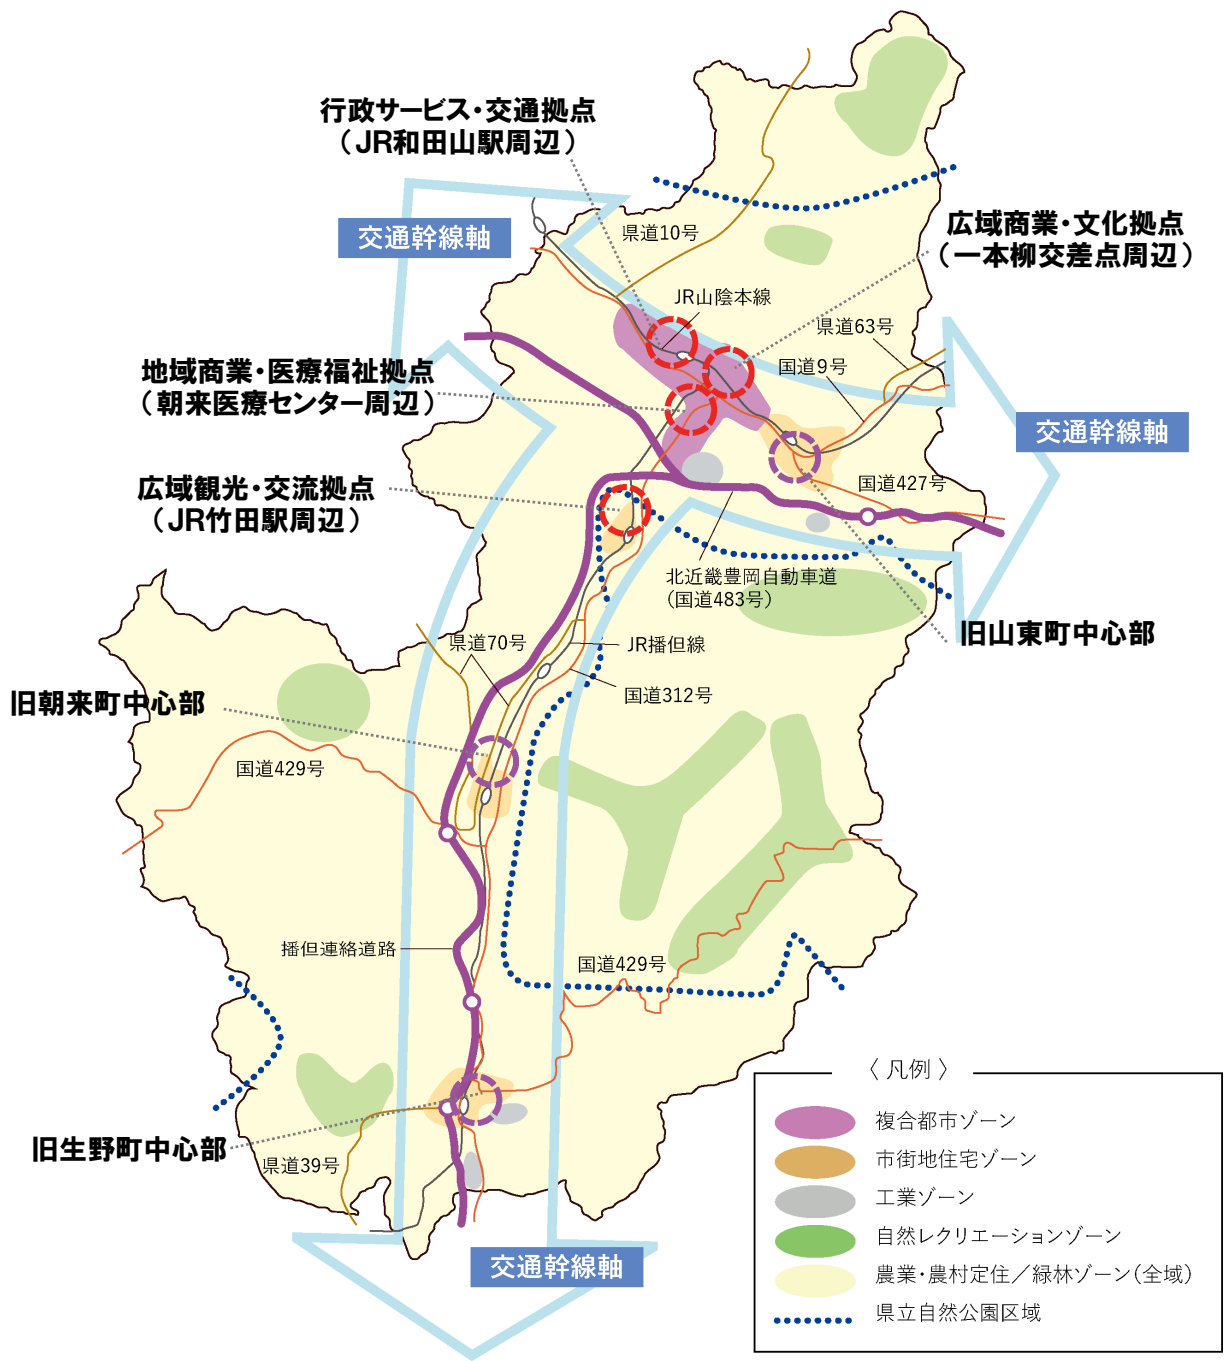 行政サービス・交通拠点
（JR和田山駅周辺）
交通幹線軸
県道10号
広域商業・文化拠点
（一本柳交差点周辺）
JR山陰本線
県道63号
国道9号
地域商業・医療福祉拠点
（朝来医療センター周辺）
交通幹線軸
広域観光・交流拠点
（JR竹田駅周辺）
国道427号
北近畿豊岡自動車道
（国道483号）
旧山東町中心部
県道70号
JR播但線
国道312号
旧朝来町中心部
国道429号
播但連絡道路
国道429号
旧生野町中心部
県道39号
交通幹線軸
〈 凡例 〉
複合都市ゾーン
市街地住宅ゾーン
工業ゾーン
自然レクリエーションゾーン
農業・農村定住／緑林ゾーン（全域）
県立自然公園区域